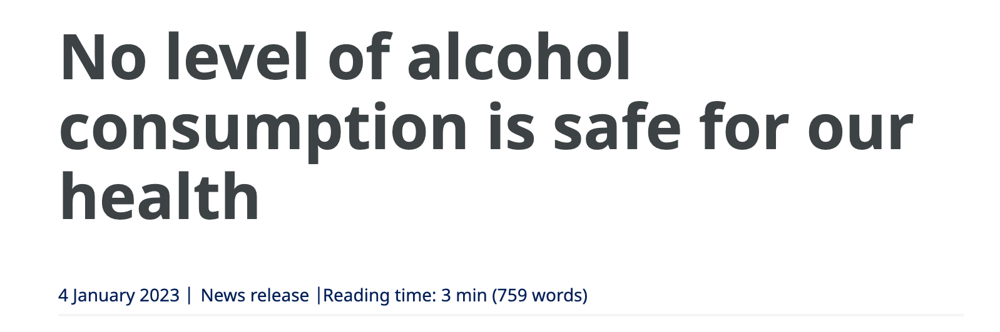 No level of alcohol
consumption is safe for our
health
4 January 2023 | News release |Reading time: 3 min (759 words)